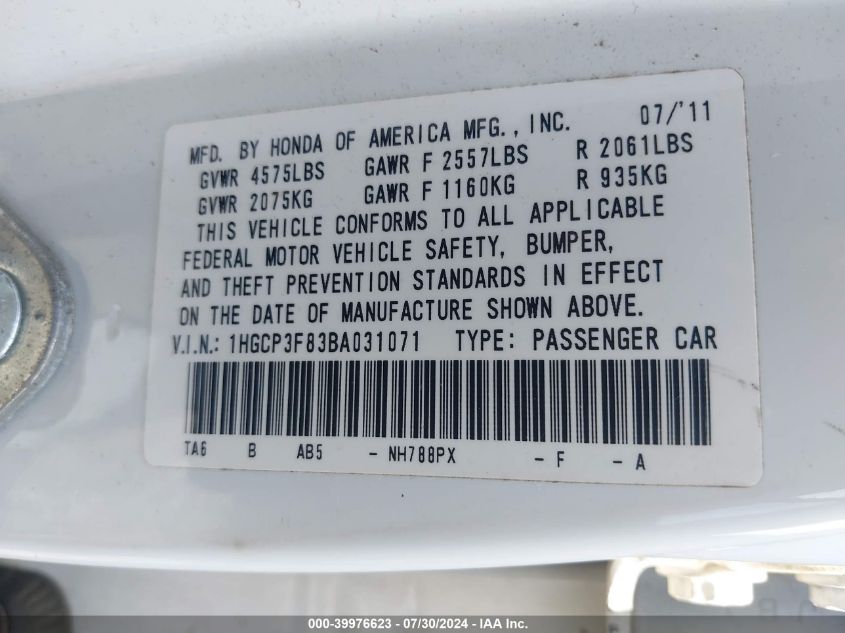 MFD. BY HONDA OF AMERICA MFG., INC. 07/'11
GVWR 4575LBS GAWR F 2557LBS R 2061LBS
GVWR 2075KG GAWR F 1160KG R 935KG
THIS VEHICLE CONFORMS TO ALL APPLICABLE
FEDERAL MOTOR VEHICLE SAFETY, BUMPER,
AND THEFT PREVENTION STANDARDS IN EFFECT
ON THE DATE OF MANUFACTURE SHOWN ABOVE.
V.I.N.: 1HGCP3F83BA031071 TYPE: PASSENGER CAR
TA6 B AB5 - NH788PX - F - A
000-39976623 - 07/30/2024 - IAA Inc.